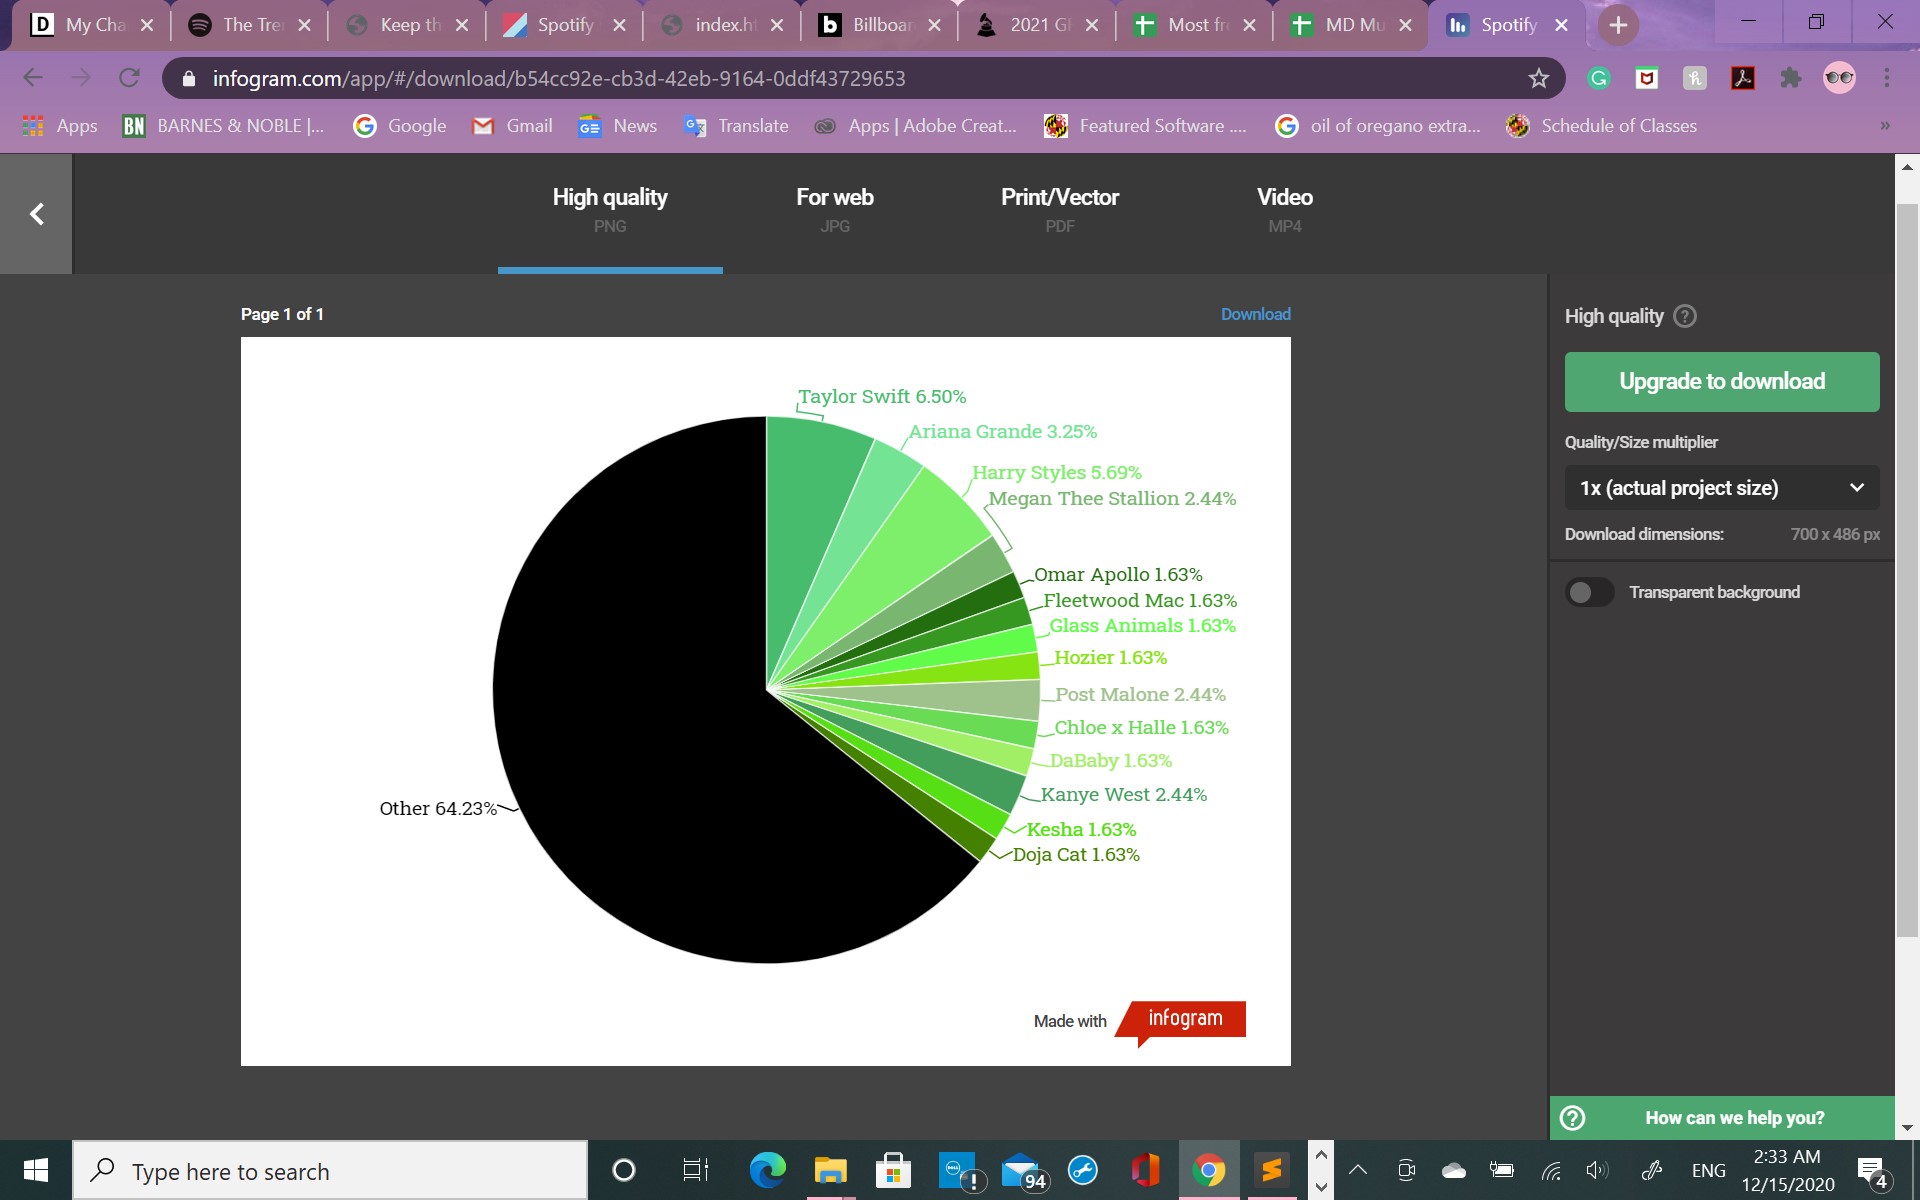 My Cha
The Tre
Keep th
Spotify
index.h
Billboar
2021 G
Most fr
MD Mu
Spotify
infogram.com/app/#/download/b54cc92e-cb3d-42eb-9164-0ddf43729653
Apps
BN BARNES & NOBLE |...
Google
Gmail
News
Translate
Apps | Adobe Creat...
Featured Software ....
oil of oregano extra...
Schedule of Classes
»
High quality
PNG
For web
JPG
Print/Vector
PDF
Video
MP4
Page 1 of 1
Download
High quality ?
Upgrade to download
Quality/Size multiplier
1x (actual project size)
Download dimensions: 700 x 486 px
Transparent background
Taylor Swift 6.50%
Ariana Grande 3.25%
Harry Styles 5.69%
Megan Thee Stallion 2.44%
Omar Apollo 1.63%
Fleetwood Mac 1.63%
Glass Animals 1.63%
Hozier 1.63%
Post Malone 2.44%
Chloe x Halle 1.63%
DaBaby 1.63%
Kanye West 2.44%
Kesha 1.63%
Doja Cat 1.63%
Other 64.23%
Made with infogram
? How can we help you?
Type here to search
94
ENG
2:33 AM
12/15/2020
4